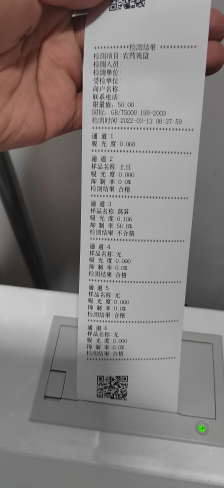 ************检测结果************
检测项目:农药残留
检测人员:
检测单位:
受检单位:
商户名称:
联系电话:
限量值:50.00
国标:GB/T5009.199-2003
检测时间:2022-03-13 08:37:59
通道1
吸光度0.068
通道2
样品名称 土豆
吸光度 0.000
抑制率 0.0%
检测结果 合格
通道3
样品名称 莴笋
吸光度 0.106
抑制率 56.8%
检测结果 不合格
通道4
样品名称 无
吸光度 0.000
抑制率 0.0%
检测结果 合格
通道5
样品名称 无
吸光度 0.000
抑制率 0.0%
检测结果 合格
通道6
样品名称 无
吸光度 0.000
抑制率 0.0%
检测结果 合格